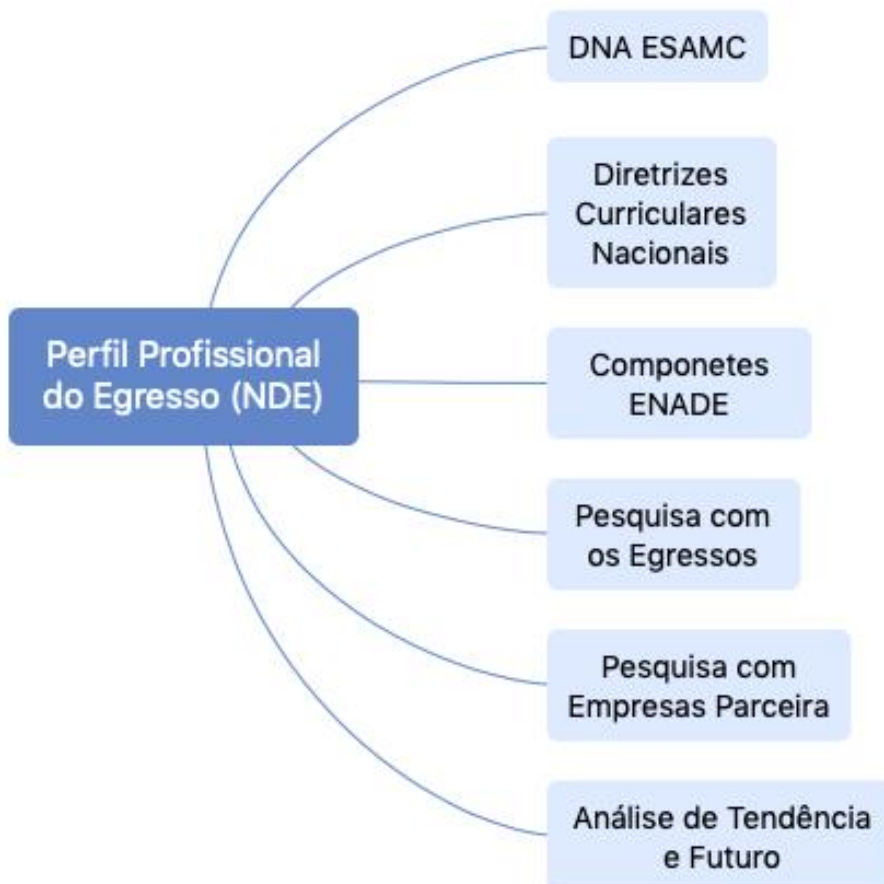 DNA ESAMC
Diretrizes
Curriculares
Nacionais
Perfil Profissional
do Egresso (NDE)
Componetes
ENADE
Pesquisa com
os Egressos
Pesquisa com
Empresas Parceira
Análise de Tendência
e Futuro